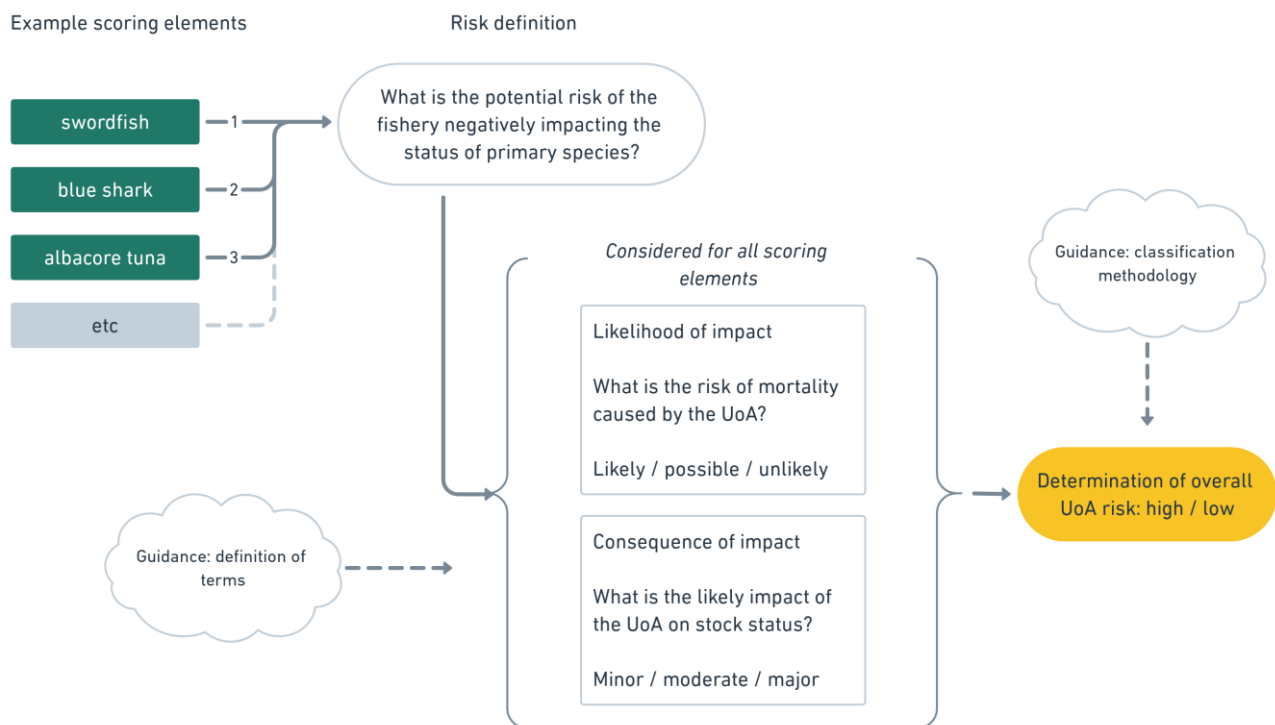 Example scoring elements
Risk definition
swordfish
1
blue shark
2
albacore tuna
3
etc
What is the potential risk of the
fishery negatively impacting the
status of primary species?
Considered for all scoring
elements
Likelihood of impact
What is the risk of mortality
caused by the UoA?
Likely / possible / unlikely
Consequence of impact
What is the likely impact of
the UoA on stock status?
Minor / moderate / major
Guidance: definition of
terms
Guidance: classification
methodology
Determination of overall
UoA risk: high / low